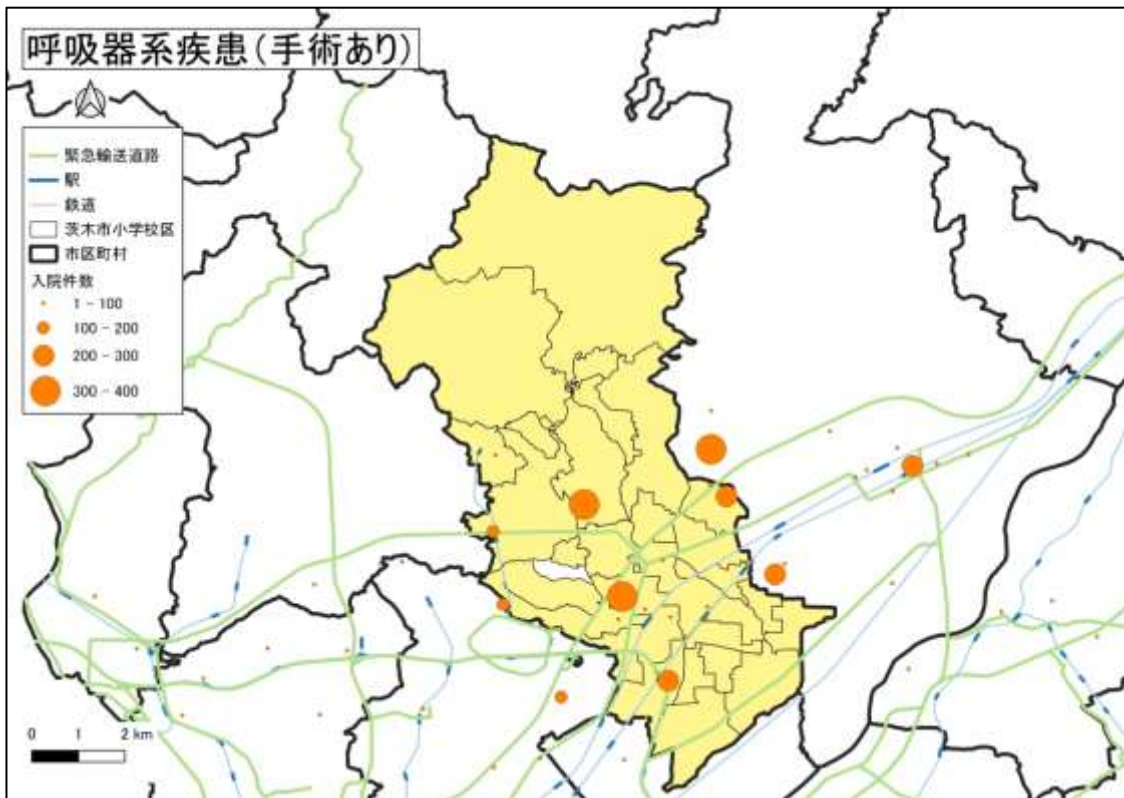 呼吸器系疾患(手術あり)
緊急輸送道路
駅
鉄道
茨木市小学校区
市区町村
入院件数
1 - 100
100 - 200
200 - 300
300 - 400
0 1 2 km